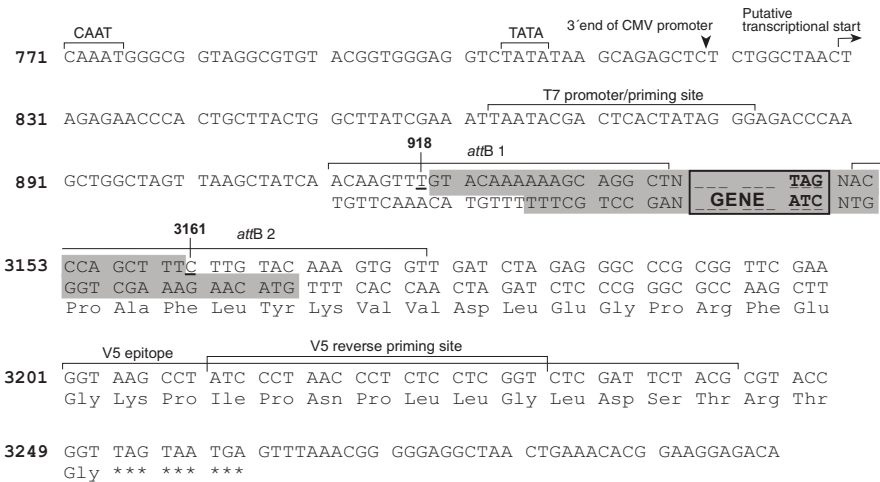 CAAT TATA 3´end of CMV promoter Putative transcriptional start
771 CAAATGGGCG GTAGGCGTGT ACGGTGGGAG GTCTATATAA GCAGAGCTCT CTGGCTAACT
T7 promoter/priming site
831 AGAGAACCCA CTGCTTACTG GCTTATCGAA ATTAATACGA CTCACTATAG GGAGACCCAA
918 attB 1
891 GCTGGCTAGT TAAGCTATCA ACAAGTTTGT ACAAAAAAGC AGGCTN ___ ___ TAG NAC
TGTTCAAACA TGTTTTTTCG TCCGAN GENE ATC NTG
3161 attB 2
3153 CCA GCT TTC TTG TAC AAA GTG GTT GAT CTA GAG GGC CCG CGG TTC GAA
GGT CGA AAG AAC ATG TTT CAC CAA CTA GAT CTC CCG GGC GCC AAG CTT
Pro Ala Phe Leu Tyr Lys Val Val Asp Leu Glu Gly Pro Arg Phe Glu
V5 epitope V5 reverse priming site
3201 GGT AAG CCT ATC CCT AAC CCT CTC CTC GGT CTC GAT TCT ACG CGT ACC
Gly Lys Pro Ile Pro Asn Pro Leu Leu Gly Leu Asp Ser Thr Arg Thr
3249 GGT TAG TAA TGA GTTTAAACGG GGGAGGCTAA CTGAAACACG GAAGGAGACA
Gly *** *** ***